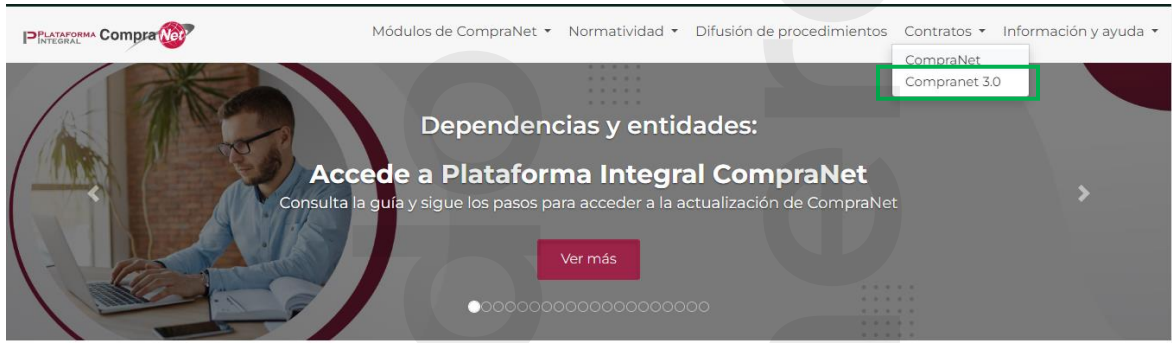 PLATAFORMA INTEGRAL CompraNet
Módulos de CompraNet Normatividad Difusión de procedimientos Contratos Información y ayuda
CompraNet
Compranet 3.0
Dependencias y entidades:
Accede a Plataforma Integral CompraNet
Consulta la guía y sigue los pasos para acceder a la actualización de CompraNet
Ver más